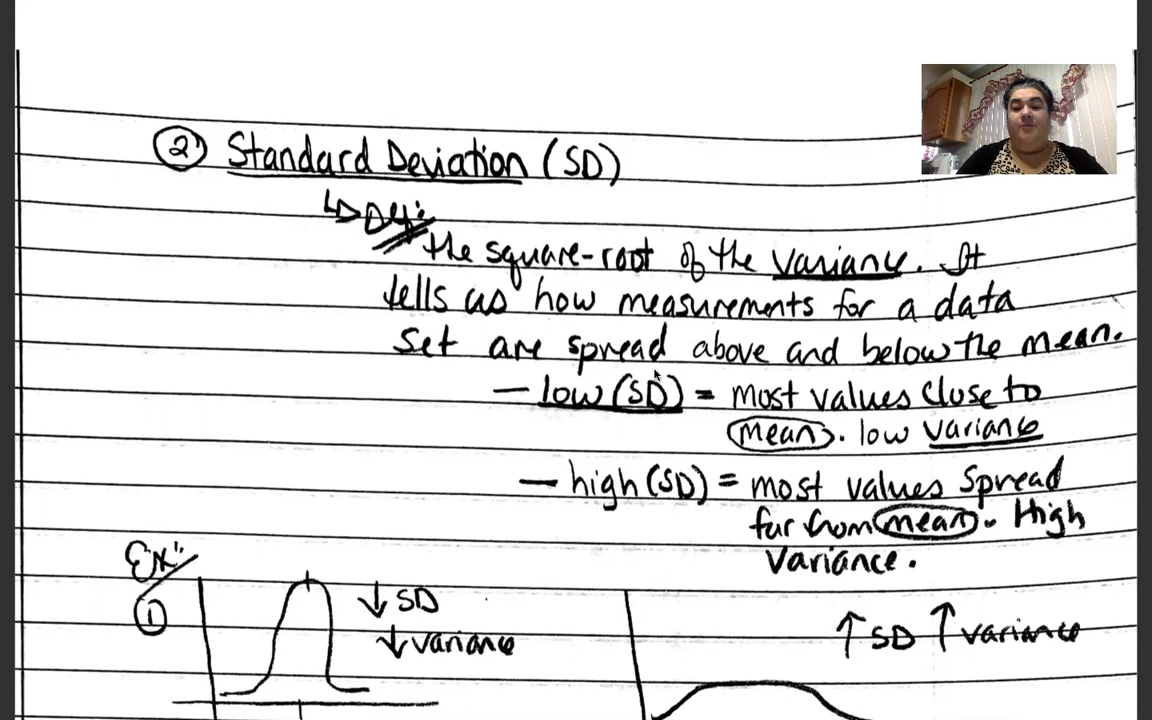 ② Standard Deviation (SD)
↳ Def:
the square-root of the variance. It
tells us how measurements for a data
set are spread above and below the mean.
– low (SD) = most values close to
mean. low variance
– high (SD) = most values spread
far from mean. High
variance.
Ex:
① ↓ SD
↓ variance
↑ SD ↑ variance